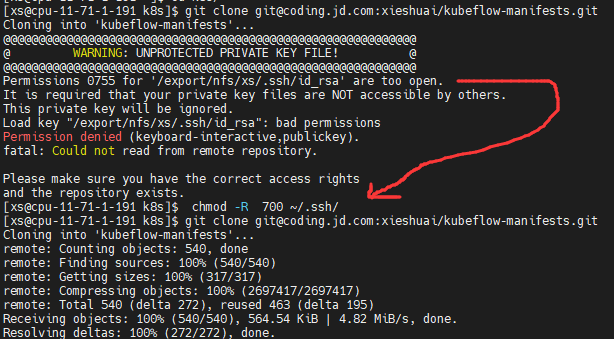 [xs@cpu-11-71-1-191 k8s]$ git clone git@coding.jd.com:xieshuai/kubeflow-manifests.git
Cloning into 'kubeflow-manifests'...
@@@@@@@@@@@@@@@@@@@@@@@@@@@@@@@@@@@@@@@@@@@@@@@@@@@@@@@@@@@
@         WARNING: UNPROTECTED PRIVATE KEY FILE!          @
@@@@@@@@@@@@@@@@@@@@@@@@@@@@@@@@@@@@@@@@@@@@@@@@@@@@@@@@@@@
Permissions 0755 for '/export/nfs/xs/.ssh/id_rsa' are too open.
It is required that your private key files are NOT accessible by others.
This private key will be ignored.
Load key "/export/nfs/xs/.ssh/id_rsa": bad permissions
Permission denied (keyboard-interactive,publickey).
fatal: Could not read from remote repository.

Please make sure you have the correct access rights
and the repository exists.
[xs@cpu-11-71-1-191 k8s]$  chmod -R  700 ~/.ssh/
[xs@cpu-11-71-1-191 k8s]$ git clone git@coding.jd.com:xieshuai/kubeflow-manifests.git
Cloning into 'kubeflow-manifests'...
remote: Counting objects: 540, done
remote: Finding sources: 100% (540/540)
remote: Getting sizes: 100% (317/317)
remote: Compressing objects: 100% (2697417/2697417)
remote: Total 540 (delta 272), reused 463 (delta 195)
Receiving objects: 100% (540/540), 564.54 KiB | 4.82 MiB/s, done.
Resolving deltas: 100% (272/272), done.